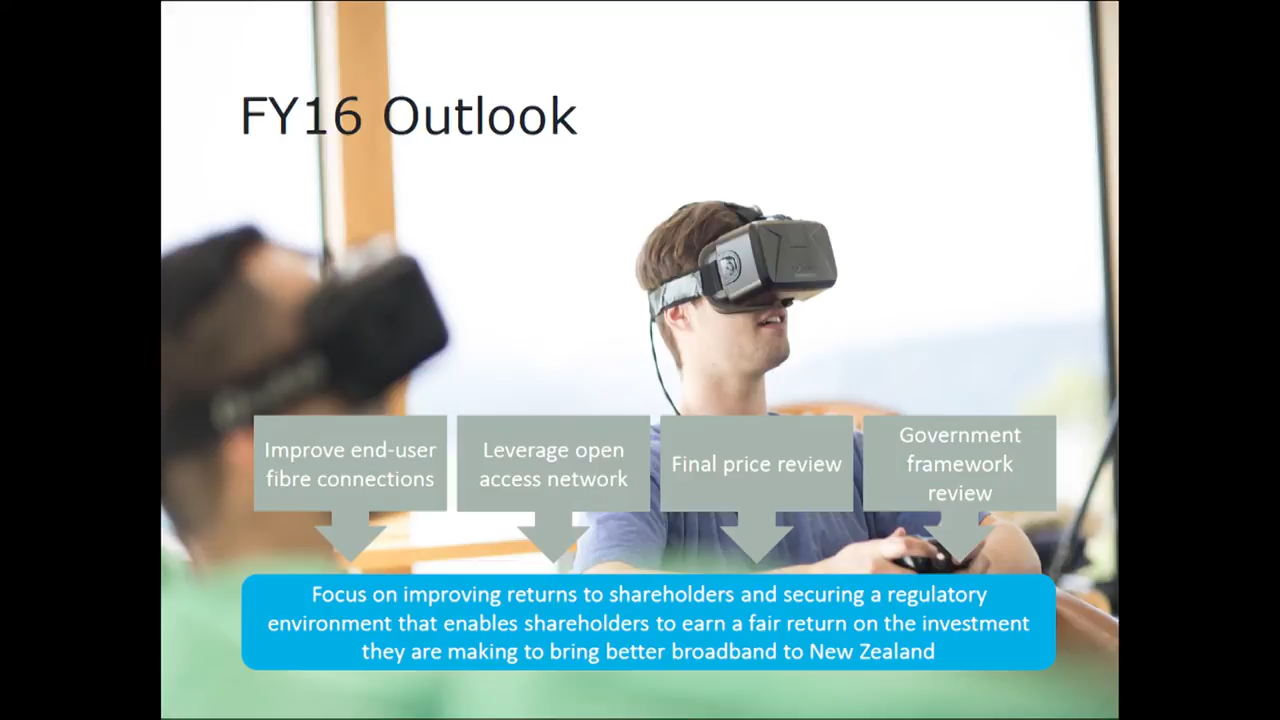 FY16 Outlook
Improve end-user
fibre connections
Leverage open
access network
Final price review
Government
framework
review
Focus on improving returns to shareholders and securing a regulatory
environment that enables shareholders to earn a fair return on the investment
they are making to bring better broadband to New Zealand